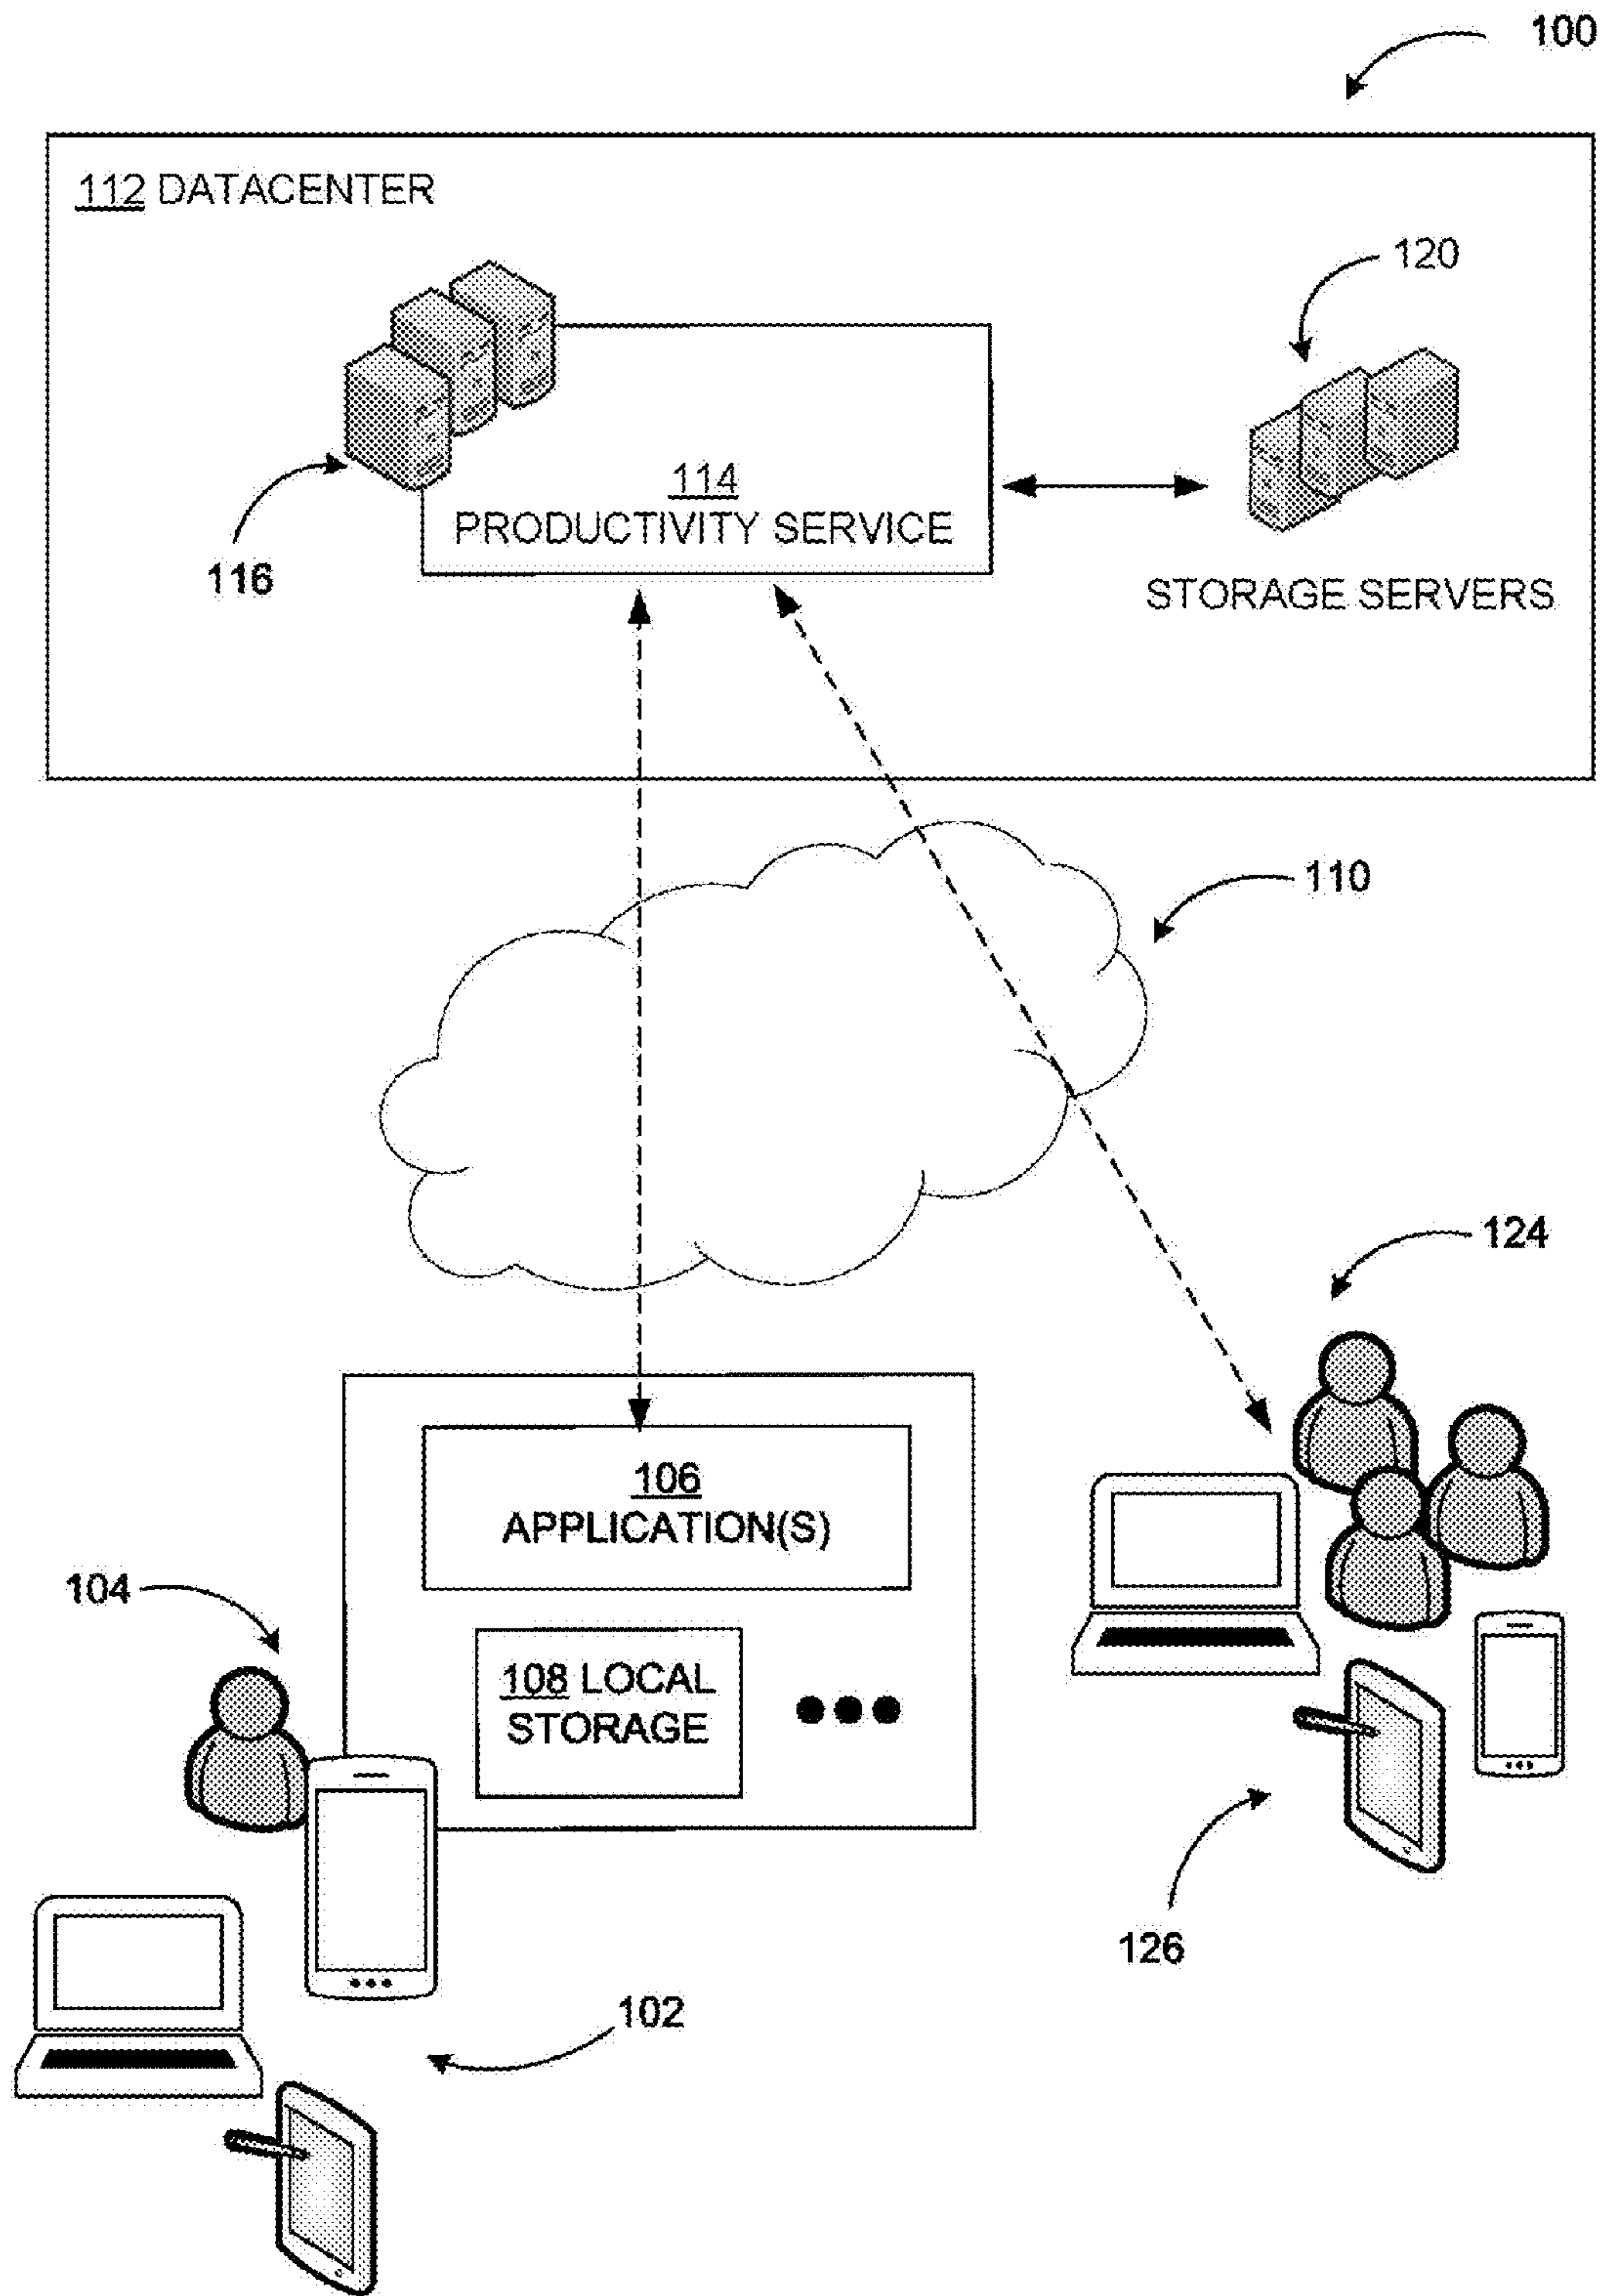 100
112 DATACENTER
120
114
PRODUCTIVITY SERVICE
116
STORAGE SERVERS
110
124
106
APPLICATION(S)
104
108 LOCAL
STORAGE
126
102